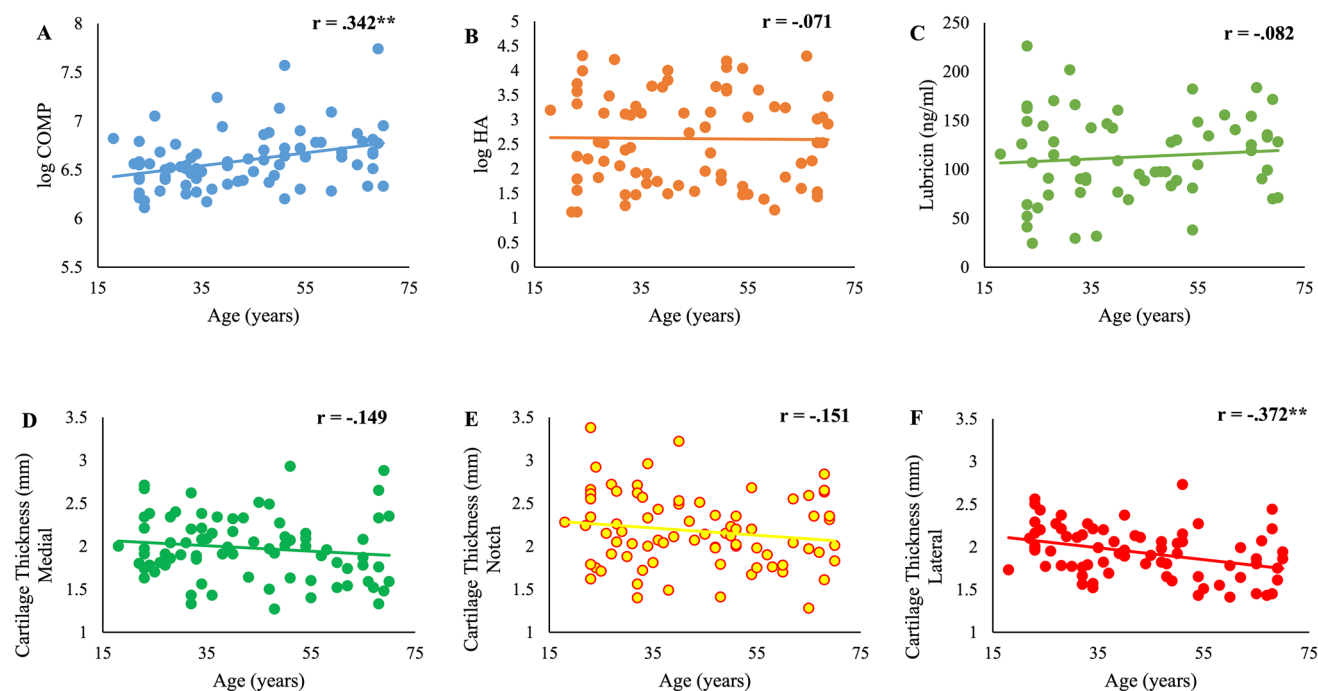 A
r = .342**
8
7.5
7
6.5
6
5.5
log COMP
15 35 55 75
Age (years)
B
r = -.071
5
4.5
4
3.5
3
2.5
2
1.5
1
0.5
0
log HA
15 35 55 75
Age (years)
C
r = -.082
250
200
150
100
50
0
Lubricin (ng/ml)
15 35 55 75
Age (years)
D
r = -.149
3.5
3
2.5
2
1.5
1
Cartilage Thickness (mm)
Medial
15 35 55 75
Age (years)
E
r = -.151
3.5
3
2.5
2
1.5
1
Cartilage Thickness (mm)
Notch
15 35 55 75
Age (years)
F
r = -.372**
3.5
3
2.5
2
1.5
1
Cartilage Thickness (mm)
Lateral
15 35 55 75
Age (years)